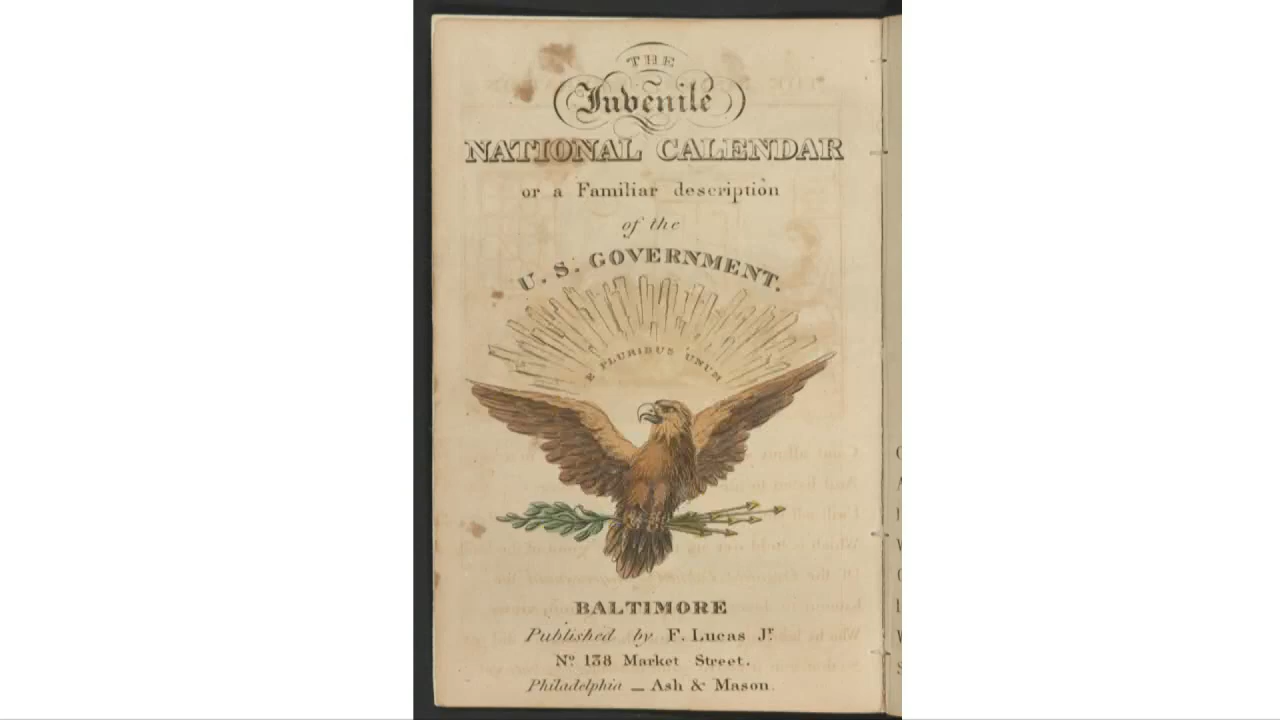 THE
Juvenile
NATIONAL CALENDAR
or a Familiar description
of the
U. S. GOVERNMENT.
E PLURIBUS UNUM
BALTIMORE
Published by F. Lucas Jr.
No. 138 Market Street.
Philadelphia _ Ash & Mason.